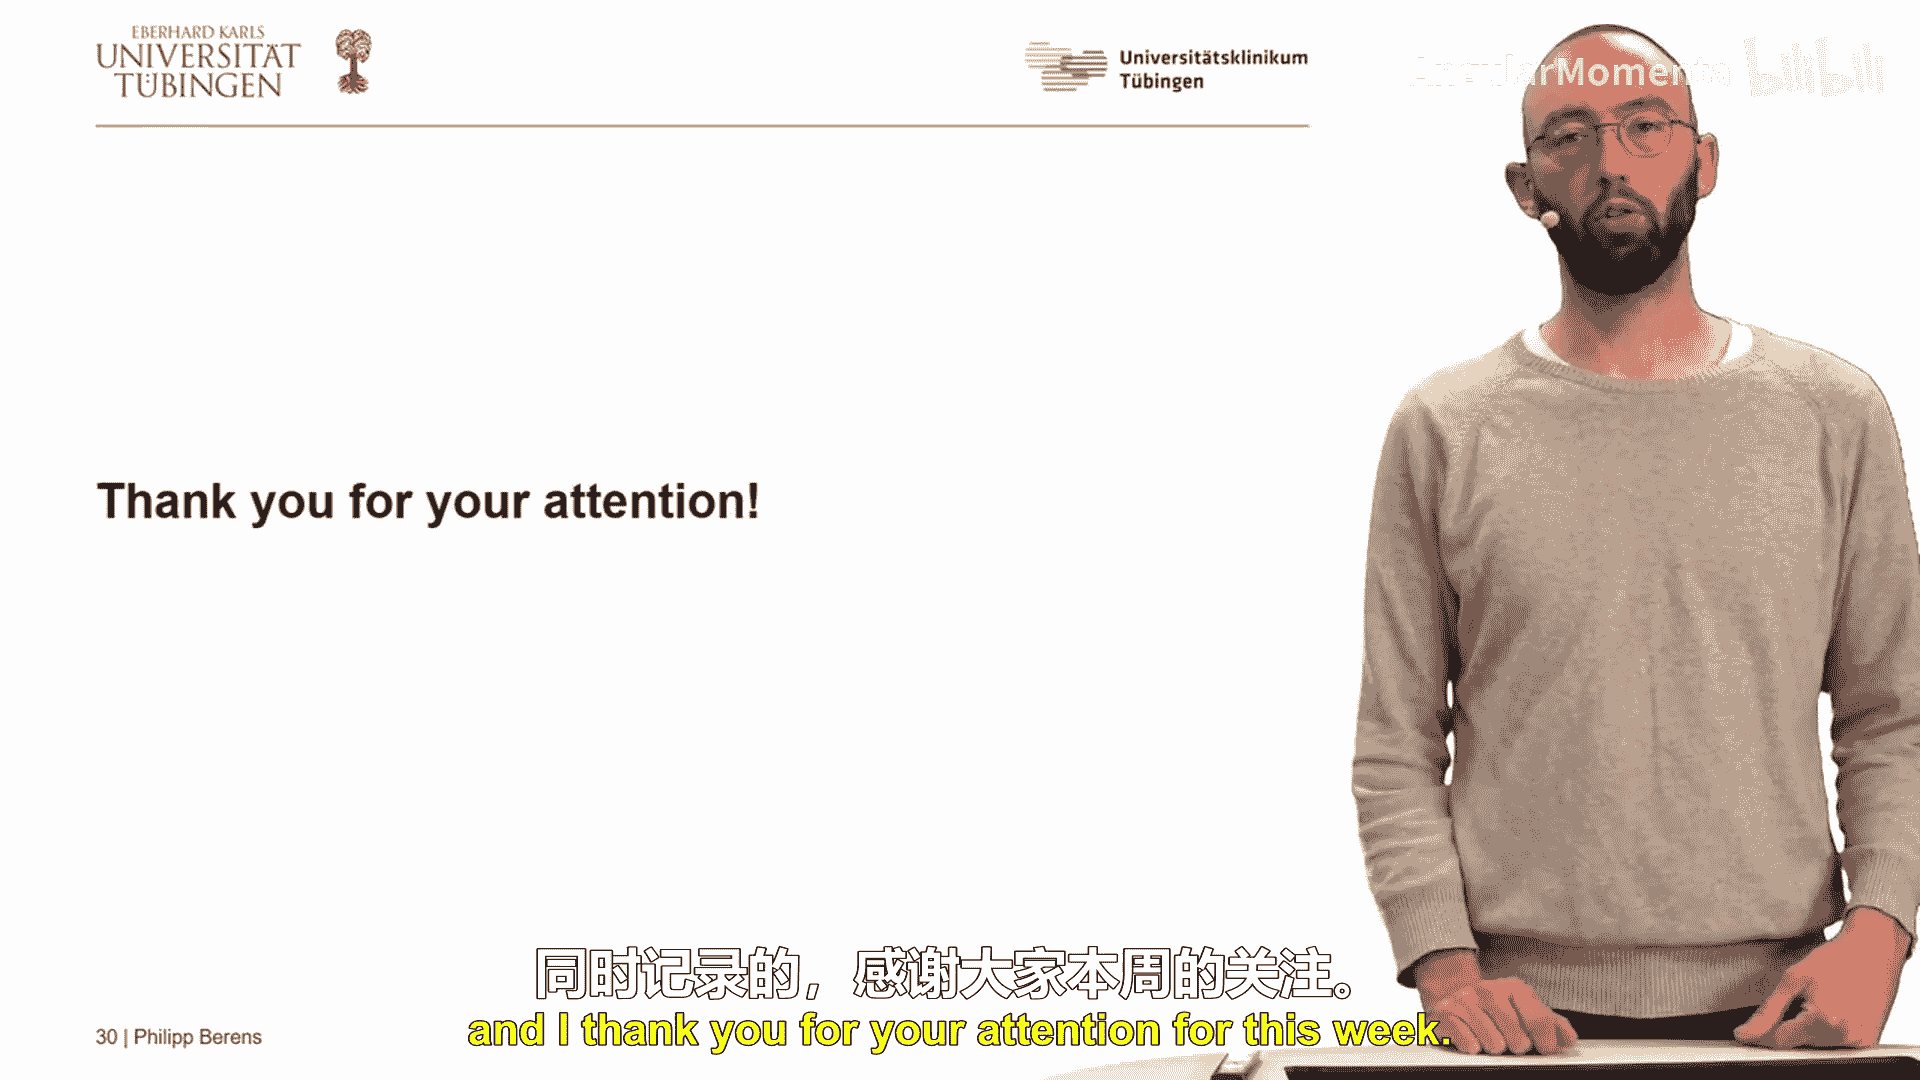 EBERHARD KARLS
UNIVERSITÄT
TÜBINGEN
Universitätsklinikum
Tübingen
bilibili
Thank you for your attention!
同时记录的，感谢大家本周的关注。
and I thank you for your attention for this week.
30 | Philipp Berens